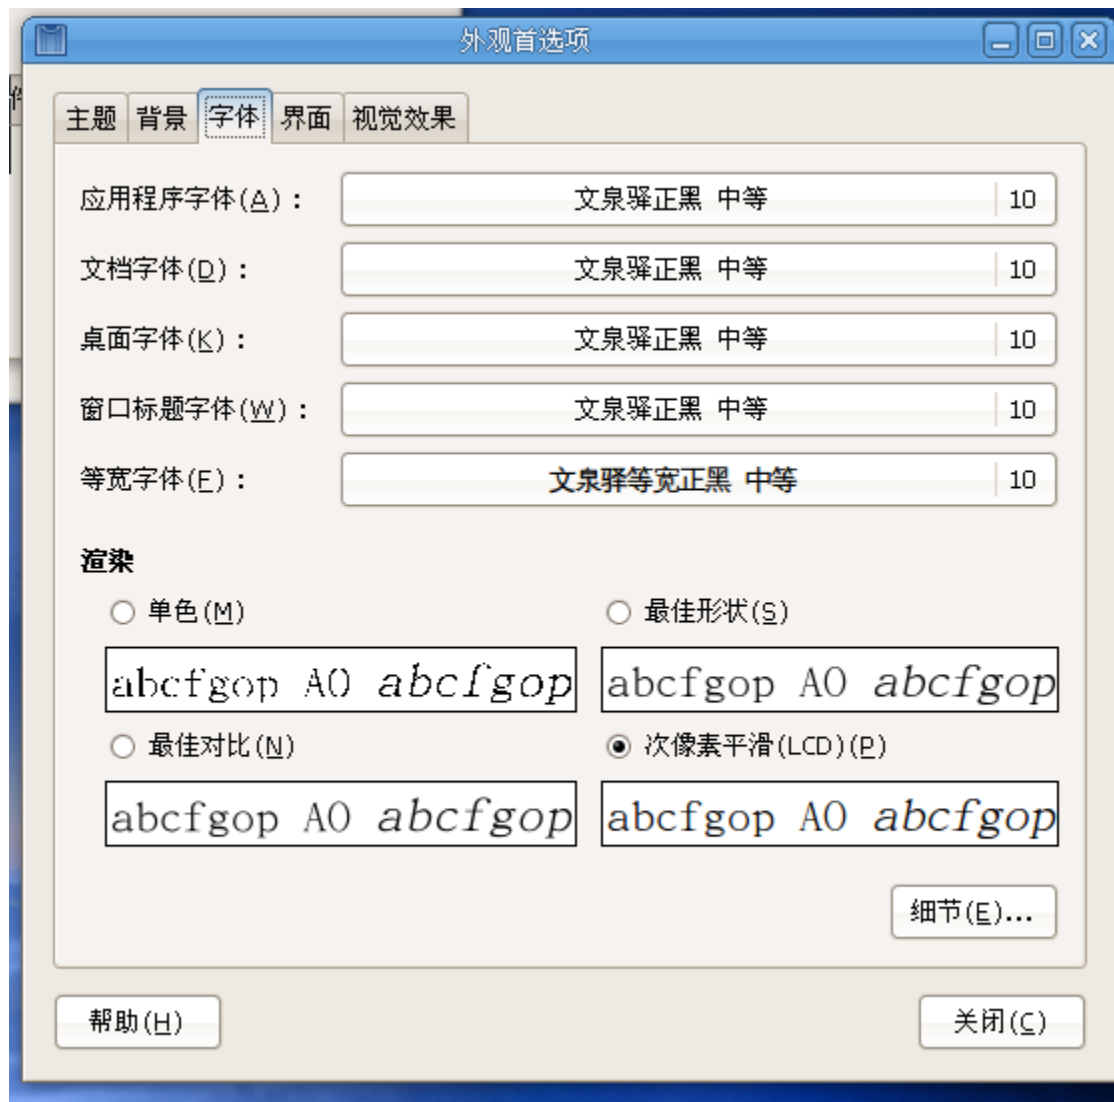 外观首选项
件
主题 背景 字体 界面 视觉效果
应用程序字体(A)： 文泉驿正黑 中等 10
文档字体(D)： 文泉驿正黑 中等 10
桌面字体(K)： 文泉驿正黑 中等 10
窗口标题字体(W)： 文泉驿正黑 中等 10
等宽字体(F)： 文泉驿等宽正黑 中等 10
渲染
单色(M) 最佳形状(S)
abcfgop AO abcfgop abcfgop AO abcfgop
最佳对比(N) 次像素平滑(LCD)(P)
abcfgop AO abcfgop abcfgop AO abcfgop
细节(E)...
帮助(H) 关闭(C)